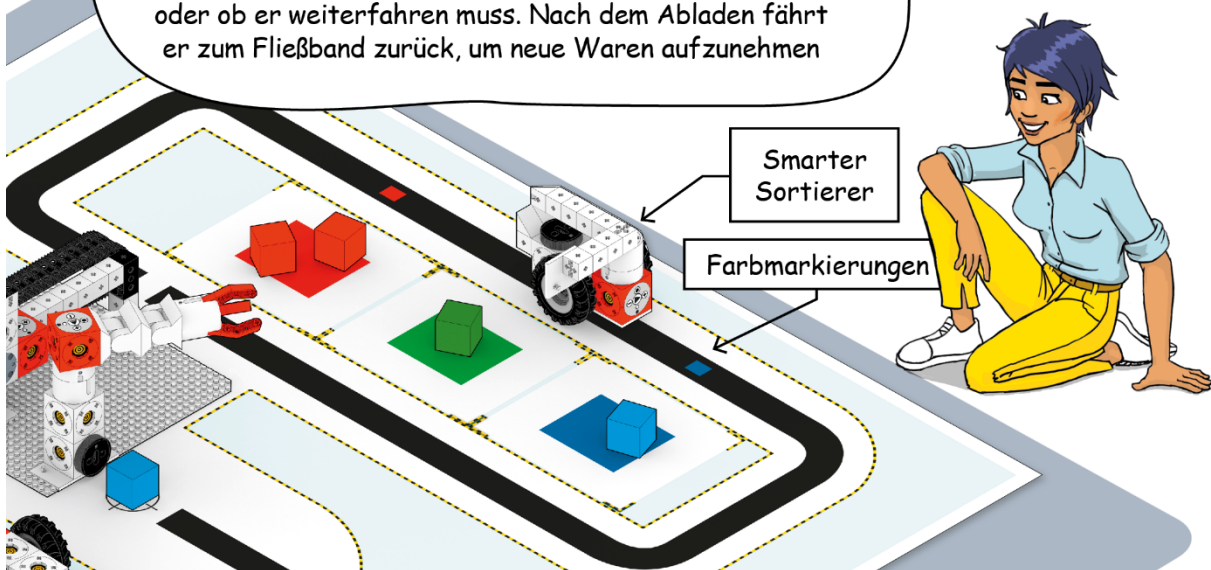 oder ob er weiterfahren muss. Nach dem Abladen fährt
er zum Fließband zurück, um neue Waren aufzunehmen
Smarter
Sortierer
Farbmarkierungen